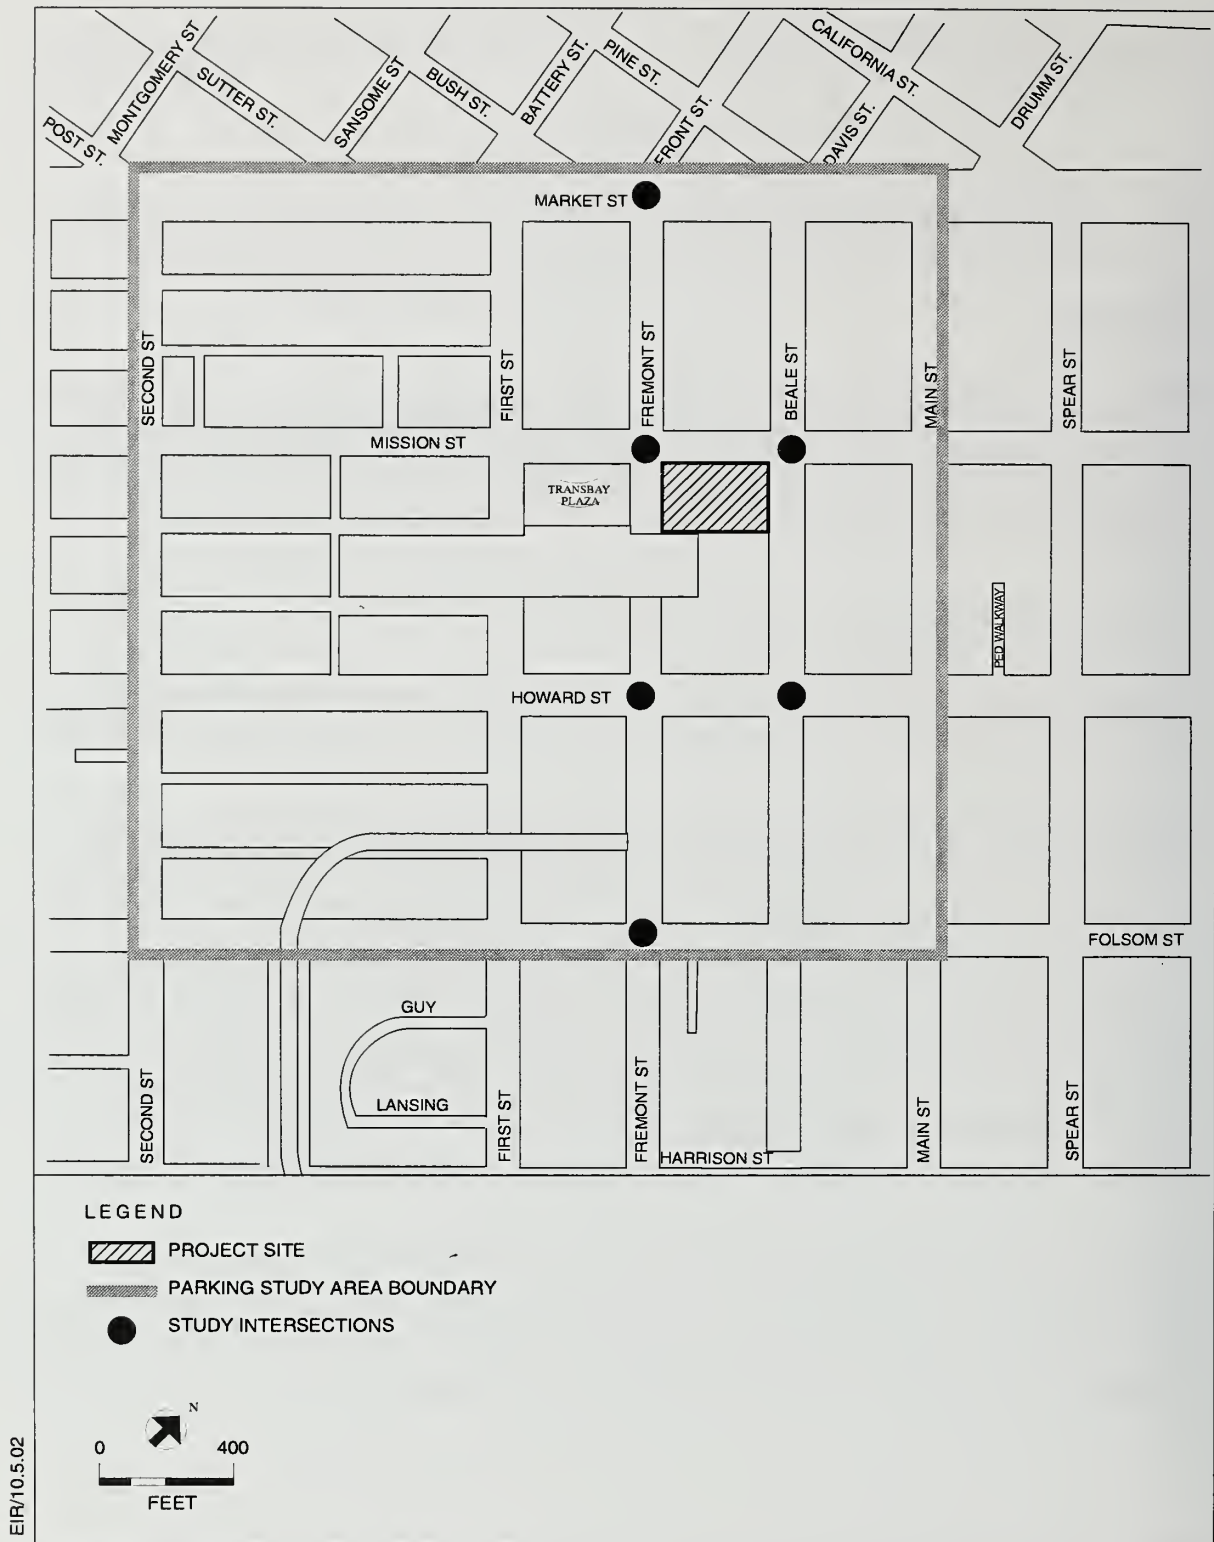 POST ST.
MONTGOMERY ST
SUTTER ST.
SANSOME ST
BUSH ST.
BATTERY ST.
PINE ST.
FRONT ST.
CALIFORNIA ST.
DAVIS ST.
DRUMM ST.
MARKET ST
SECOND ST
FIRST ST
FREMONT ST
BEALE ST
MAIN ST
SPEAR ST
MISSION ST
TRANSBAY
PLAZA
PED WALKWAY
HOWARD ST
FOLSOM ST
GUY
LANSING
SECOND ST
FIRST ST
FREMONT ST
HARRISON ST
MAIN ST
SPEAR ST
LEGEND
PROJECT SITE
PARKING STUDY AREA BOUNDARY
STUDY INTERSECTIONS
N
0 400
FEET
EIR/10.5.02